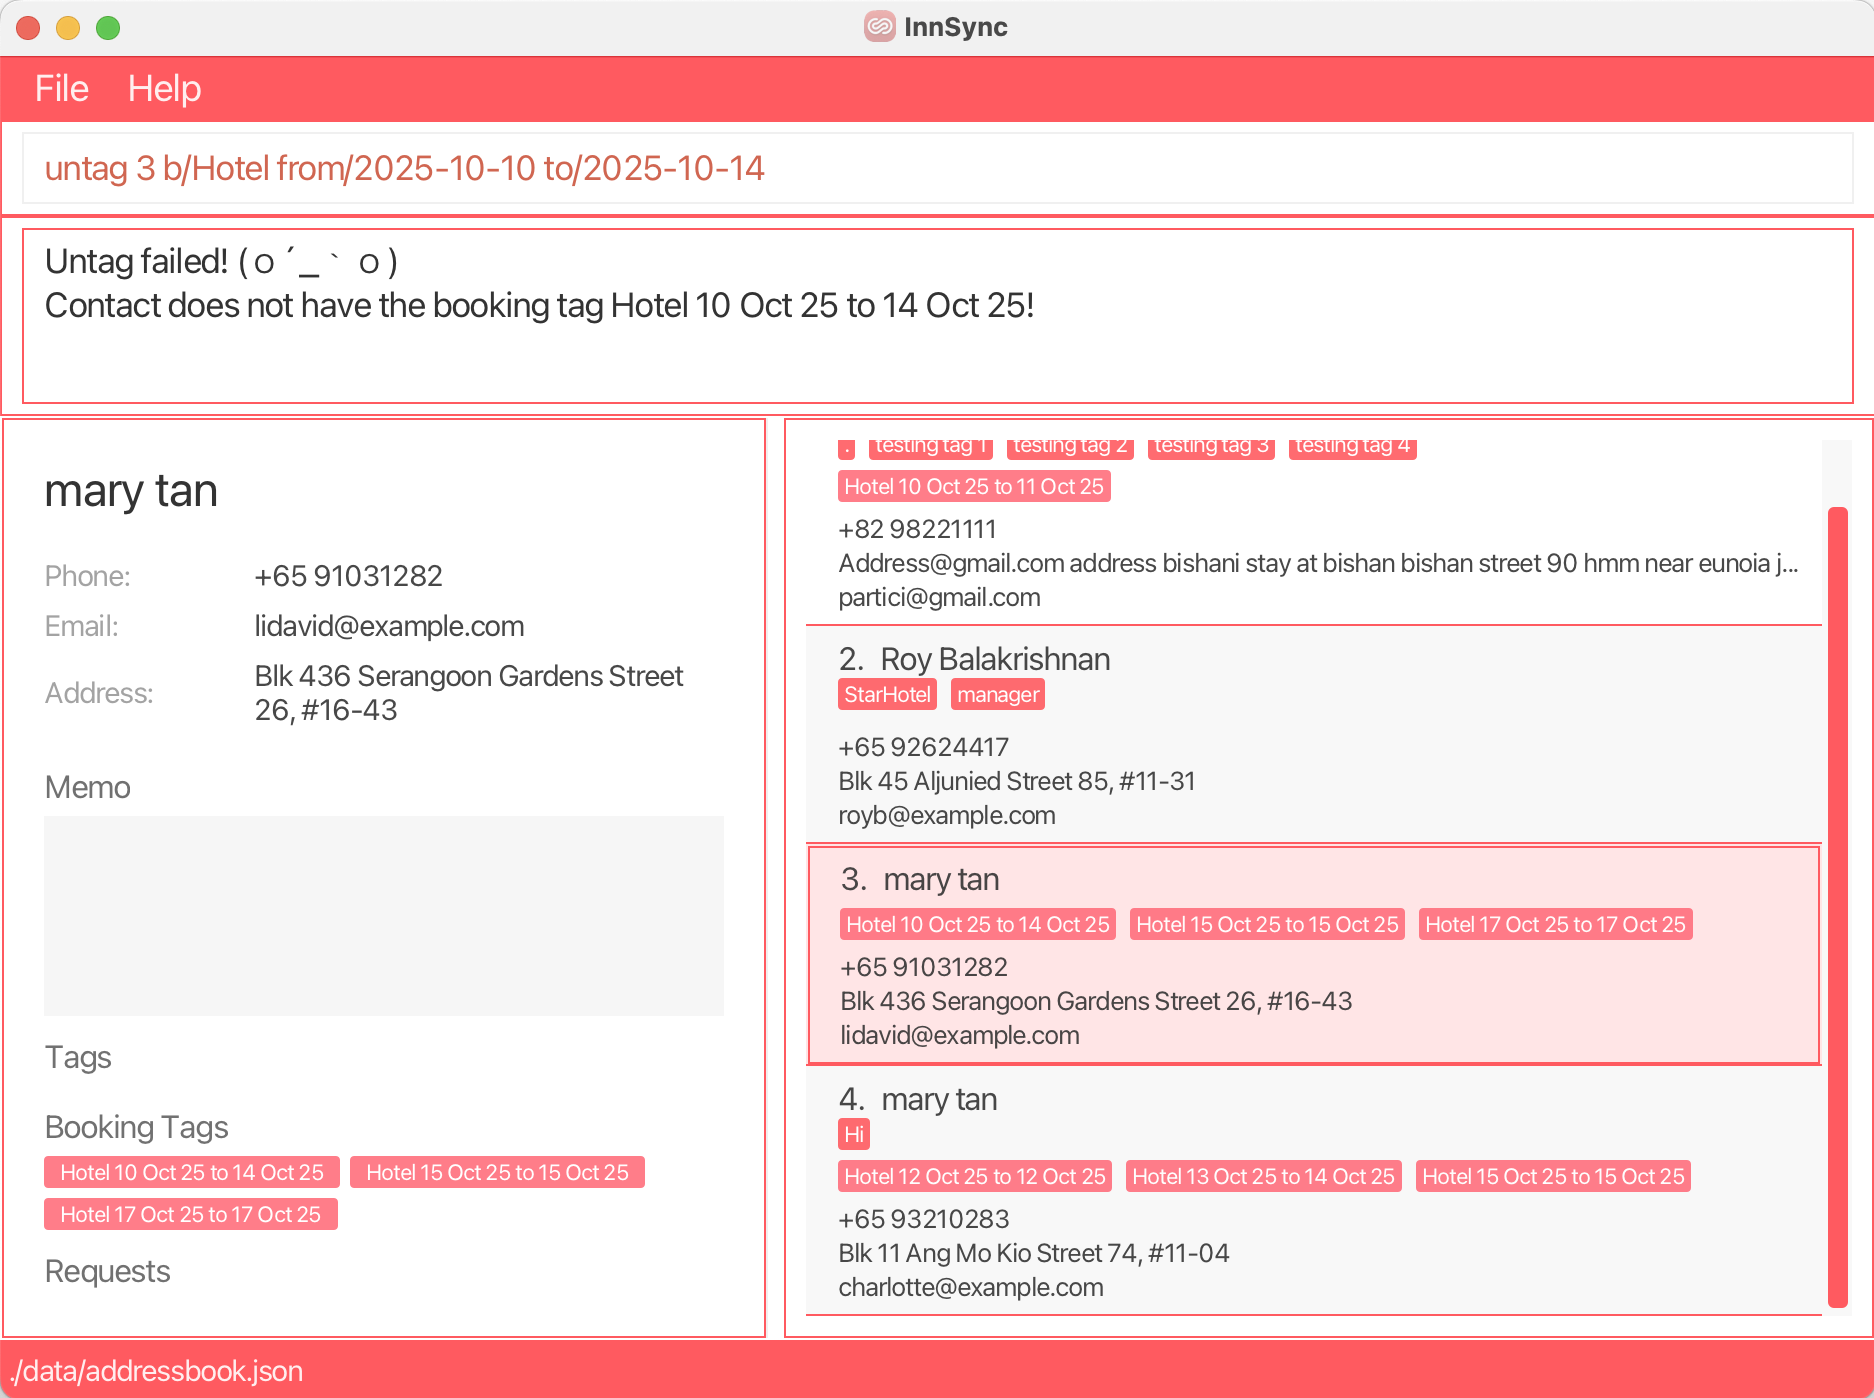 InnSync
File Help
untag 3 b/Hotel from/2025-10-10 to/2025-10-14
Untag failed! (ㅇ´_｀ㅇ)
Contact does not have the booking tag Hotel 10 Oct 25 to 14 Oct 25!
mary tan
Phone: +65 91031282
Email: lidavid@example.com
Address: Blk 436 Serangoon Gardens Street
26, #16-43
Memo
Tags
Booking Tags
Hotel 10 Oct 25 to 14 Oct 25 Hotel 15 Oct 25 to 15 Oct 25
Hotel 17 Oct 25 to 17 Oct 25
Requests
. testing tag 1 testing tag 2 testing tag 3 testing tag 4
Hotel 10 Oct 25 to 11 Oct 25
+82 98221111
Address@gmail.com address bishani stay at bishan bishan street 90 hmm near eunoia j...
partici@gmail.com
2. Roy Balakrishnan
StarHotel manager
+65 92624417
Blk 45 Aljunied Street 85, #11-31
royb@example.com
3. mary tan
Hotel 10 Oct 25 to 14 Oct 25 Hotel 15 Oct 25 to 15 Oct 25 Hotel 17 Oct 25 to 17 Oct 25
+65 91031282
Blk 436 Serangoon Gardens Street 26, #16-43
lidavid@example.com
4. mary tan
Hi
Hotel 12 Oct 25 to 12 Oct 25 Hotel 13 Oct 25 to 14 Oct 25 Hotel 15 Oct 25 to 15 Oct 25
+65 93210283
Blk 11 Ang Mo Kio Street 74, #11-04
charlotte@example.com
./data/addressbook.json